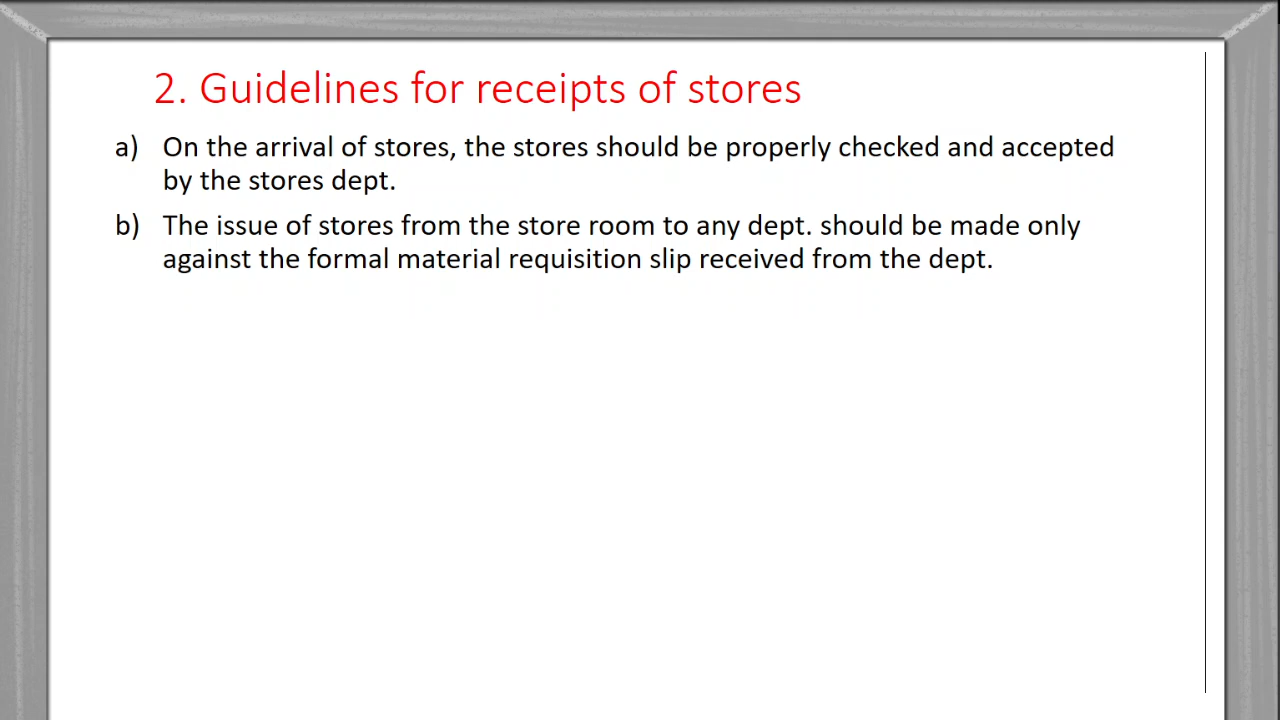 2. Guidelines for receipts of stores
a) On the arrival of stores, the stores should be properly checked and accepted
by the stores dept.
b) The issue of stores from the store room to any dept. should be made only
against the formal material requisition slip received from the dept.